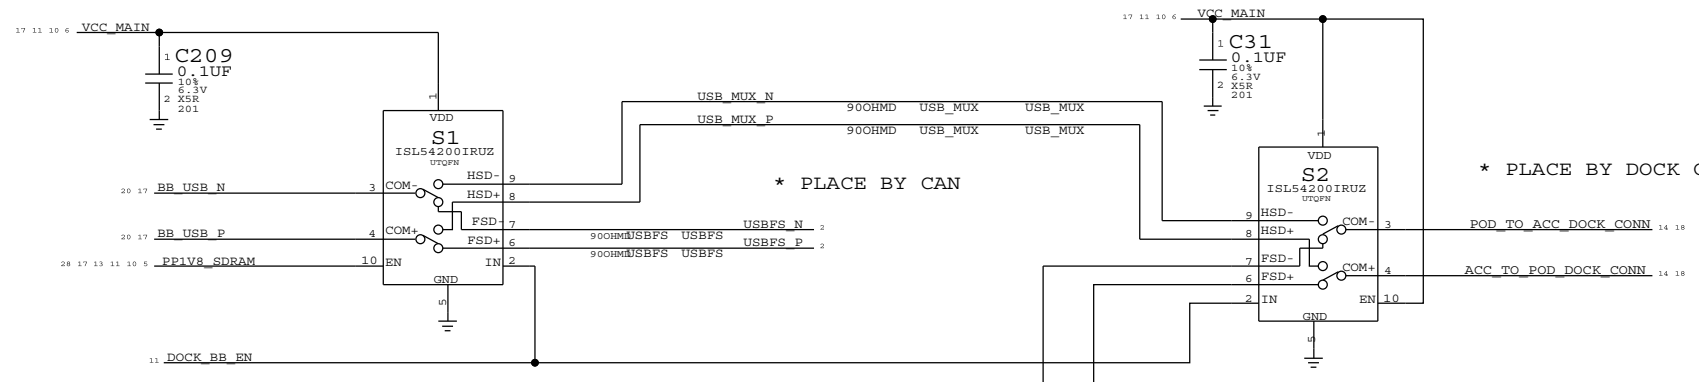 17 11 10 6 VCC_MAIN
1 C209
0.1UF
10%
6.3V
2 X5R
201
1
VDD
S1
ISL54200IRUZ
UTQFN
20 17 BB_USB_N 3 COM-
HSD- 9
HSD+ 8
FSD- 7 USBFS_N 2
90OHMD USBFS USBFS
20 17 BB_USB_P 4 COM+
FSD+ 6 USBFS_P 2
90OHMD USBFS USBFS
28 17 13 11 10 5 PP1V8_SDRAM 10 EN IN 2
GND
5
11 DOCK_BB_EN
USB_MUX_N 90OHMD USB_MUX USB_MUX
USB_MUX_P 90OHMD USB_MUX USB_MUX
* PLACE BY CAN
17 11 10 6 VCC_MAIN
1 C31
0.1UF
10%
6.3V
2 X5R
201
1
VDD
S2
ISL54200IRUZ
UTQFN
* PLACE BY DOCK
9 HSD-
8 HSD+
COM- 3 POD_TO_ACC_DOCK_CONN 14 18
7 FSD-
6 FSD+
COM+ 4 ACC_TO_POD_DOCK_CONN 14 18
2 IN EN 10
GND
5